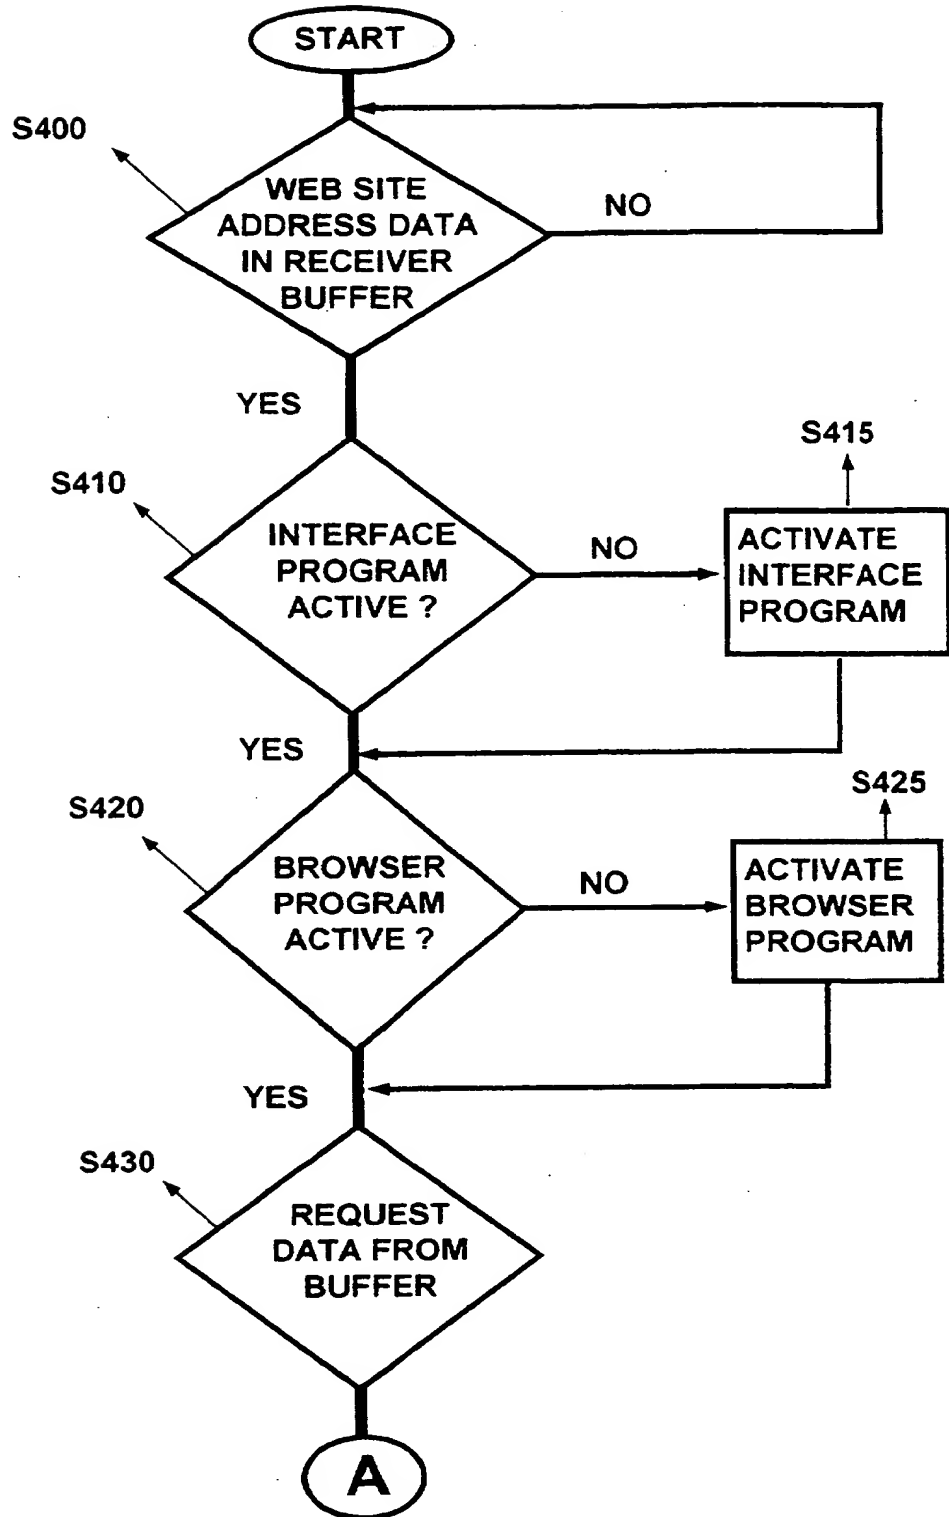 START
S400
WEB SITE
ADDRESS DATA
IN RECEIVER
BUFFER
NO
YES
S410
INTERFACE
PROGRAM
ACTIVE ?
NO
S415
ACTIVATE
INTERFACE
PROGRAM
YES
S420
BROWSER
PROGRAM
ACTIVE ?
NO
S425
ACTIVATE
BROWSER
PROGRAM
YES
S430
REQUEST
DATA FROM
BUFFER
A